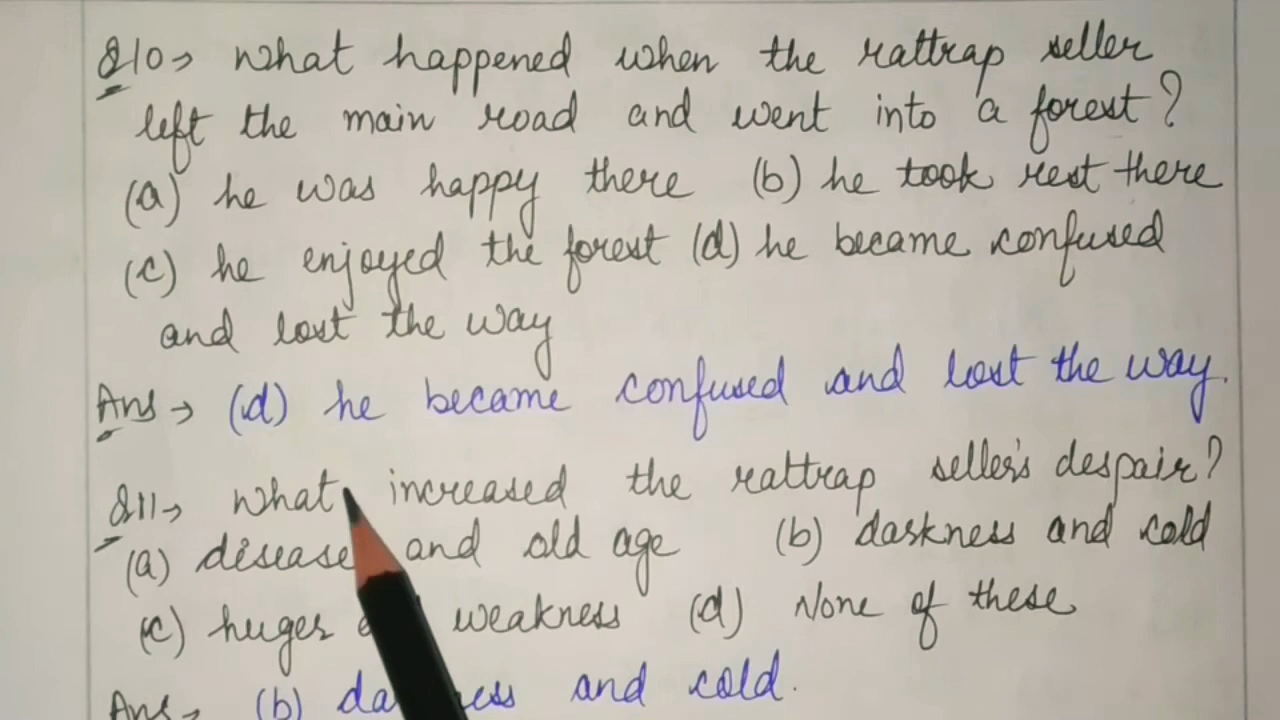 Q10→ What happened when the rattrap seller
left the main road and went into a forest?
(a) he was happy there (b) he took rest there
(c) he enjoyed the forest (d) he became confused
and lost the way
Ans → (d) he became confused and lost the way.
Q11→ What increased the rattrap seller's despair?
(a) disease and old age (b) darkness and cold
(c) huger weakness (d) None of these
Ans → (b) darkness and cold.